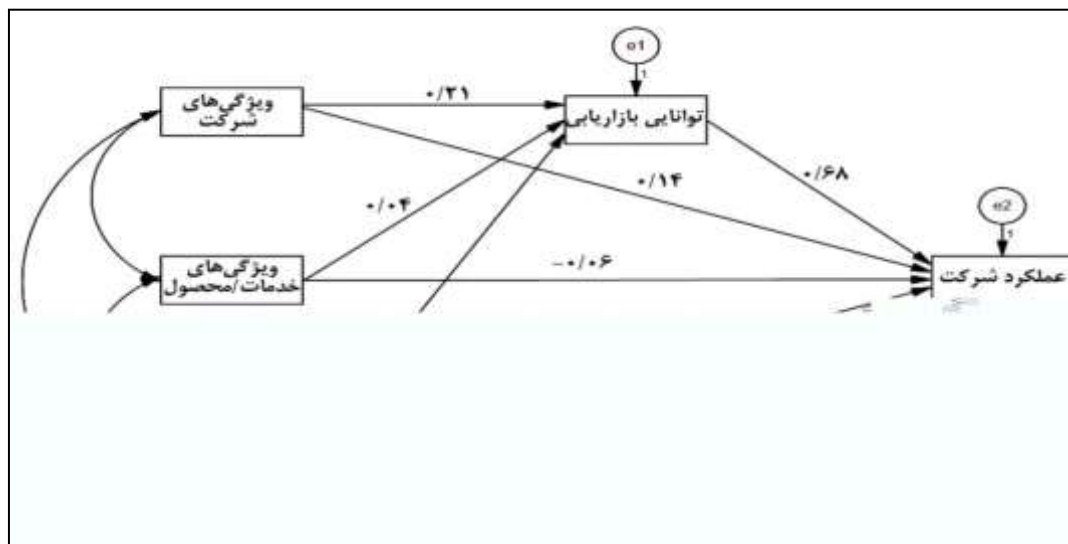 e1
1
ویژگی‌های
شرکت
۰/۲۱
توانایی بازاریابی
۰/۱۴
۰/۶۸
e2
1
۰/۰۴
ویژگی‌های
خدمات/محصول
-۰/۰۶
عملکرد شرکت